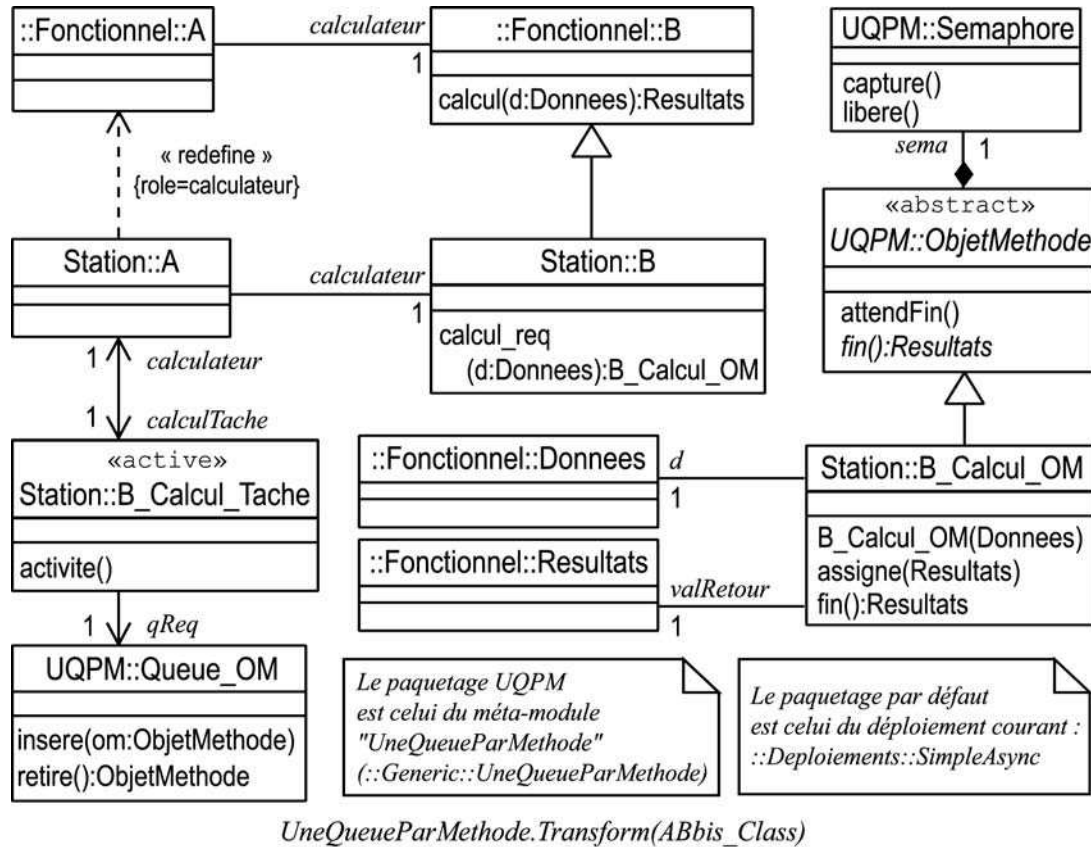 ::Fonctionnel::A
calculateur
1
::Fonctionnel::B
calcul(d:Donnees):Resultats
UQPM::Semaphore
capture()
libere()
sema
1
« redefine »
{role=calculateur}
«abstract»
UQPM::ObjetMethode
attendFin()
fin():Resultats
Station::A
calculateur
1
Station::B
calcul_req
(d:Donnees):B_Calcul_OM
1
calculateur
1
calculTache
«active»
Station::B_Calcul_Tache
activite()
::Fonctionnel::Donnees
d
1
Station::B_Calcul_OM
B_Calcul_OM(Donnees)
assigne(Resultats)
fin():Resultats
::Fonctionnel::Resultats
valRetour
1
1
qReq
UQPM::Queue_OM
insere(om:ObjetMethode)
retire():ObjetMethode
Le paquetage UQPM
est celui du méta-module
"UneQueueParMethode"
(::Generic::UneQueueParMethode)
Le paquetage par défaut
est celui du déploiement courant :
::Deploiements::SimpleAsync
UneQueueParMethode.Transform(ABbis_Class)